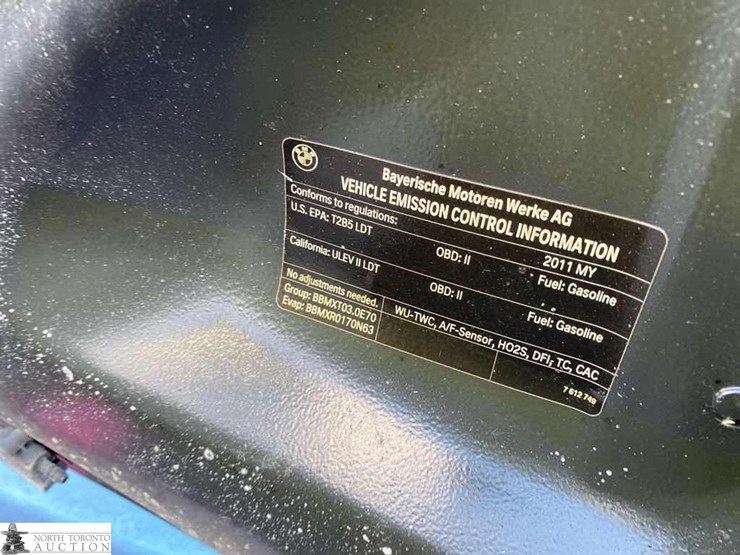 Bayerische Motoren Werke AG
VEHICLE EMISSION CONTROL INFORMATION
Conforms to regulations: 2011 MY
U.S. EPA: T2B5 LDT OBD: II Fuel: Gasoline
California: ULEV II LDT OBD: II Fuel: Gasoline
No adjustments needed. WU-TWC, A/F-Sensor, HO2S, DFI, TC, CAC
Group: BBMXT03.0E70
Evap: BBMXR0170N63
7 612 749
NORTH TORONTO
AUCTION